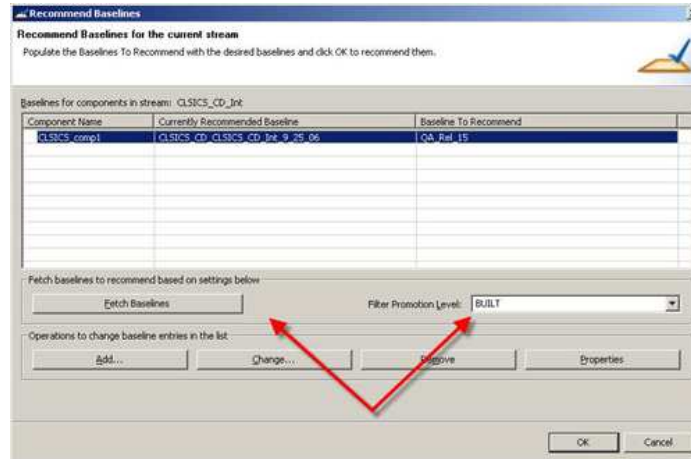 Recommend Baselines
Recommend Baselines for the current stream
Populate the Baselines To Recommend with the desired baselines and click OK to recommend them.
Baselines for components in stream: CLSICS_CD_Int
Component Name Currently Recommended Baseline Baseline To Recommend
CLSICS_comp1 CLSICS_CD_CLSICS_CD_Int_9_25_06 QA_Rel_15
Fetch baselines to recommend based on settings below
Fetch Baselines Filter Promotion Level: BUILT
Operations to change baseline entries in the list
Add... Change... Remove Properties
OK Cancel